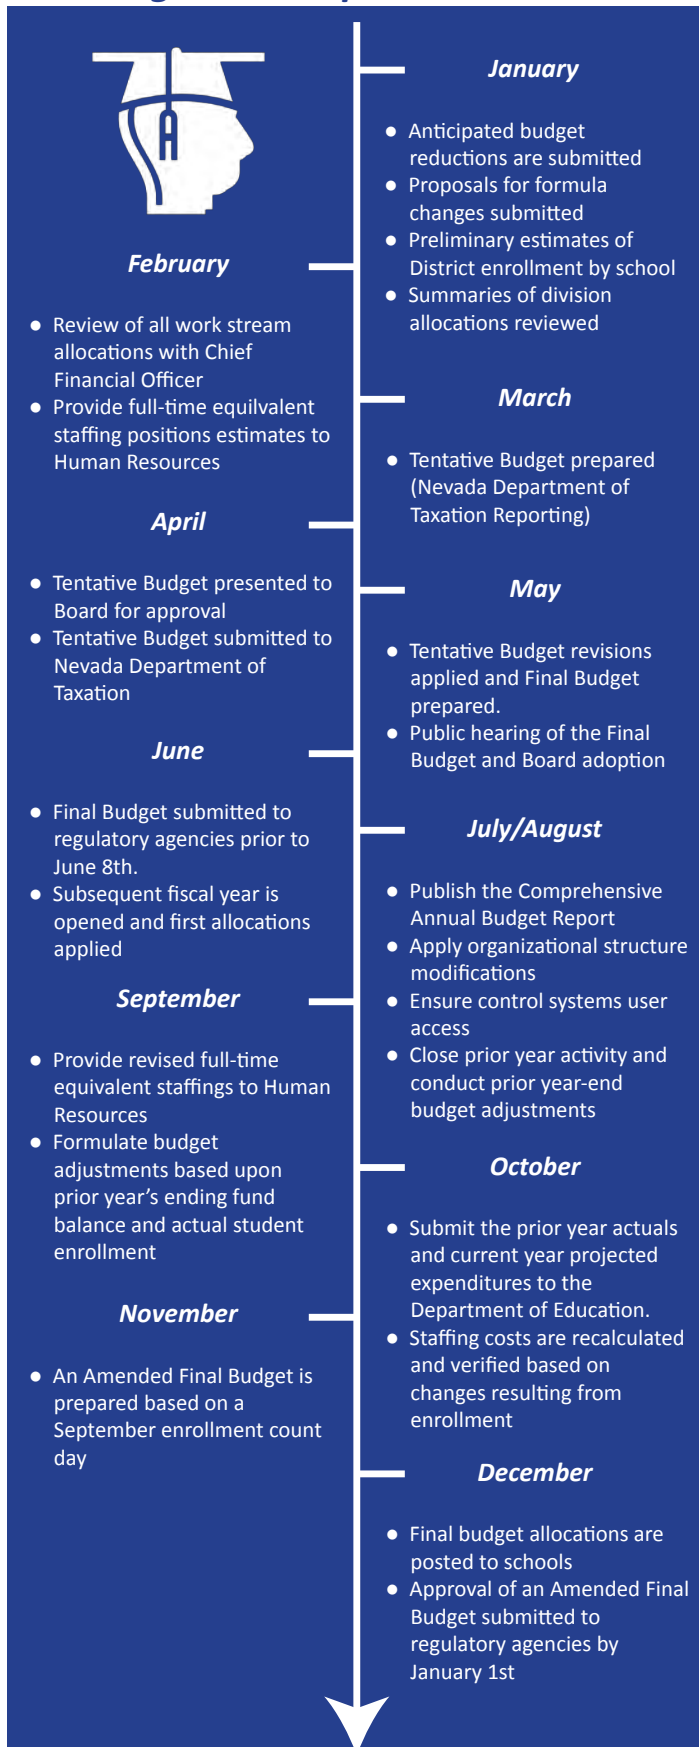 January
● Anticipated budget
reductions are submitted
● Proposals for formula
changes submitted
● Preliminary estimates of
District enrollment by school
● Summaries of division
allocations reviewed
February
● Review of all work stream
allocations with Chief
Financial Officer
● Provide full-time equilvalent
staffing positions estimates to
Human Resources
March
● Tentative Budget prepared
(Nevada Department of
Taxation Reporting)
April
● Tentative Budget presented to
Board for approval
● Tentative Budget submitted to
Nevada Department of
Taxation
May
● Tentative Budget revisions
applied and Final Budget
prepared.
● Public hearing of the Final
Budget and Board adoption
June
● Final Budget submitted to
regulatory agencies prior to
June 8th.
● Subsequent fiscal year is
opened and first allocations
applied
July/August
● Publish the Comprehensive
Annual Budget Report
● Apply organizational structure
modifications
● Ensure control systems user
access
● Close prior year activity and
conduct prior year-end
budget adjustments
September
● Provide revised full-time
equivalent staffings to Human
Resources
● Formulate budget
adjustments based upon
prior year's ending fund
balance and actual student
enrollment
October
● Submit the prior year actuals
and current year projected
expenditures to the
Department of Education.
● Staffing costs are recalculated
and verified based on
changes resulting from
enrollment
November
● An Amended Final Budget is
prepared based on a
September enrollment count
day
December
● Final budget allocations are
posted to schools
● Approval of an Amended Final
Budget submitted to
regulatory agencies by
January 1st